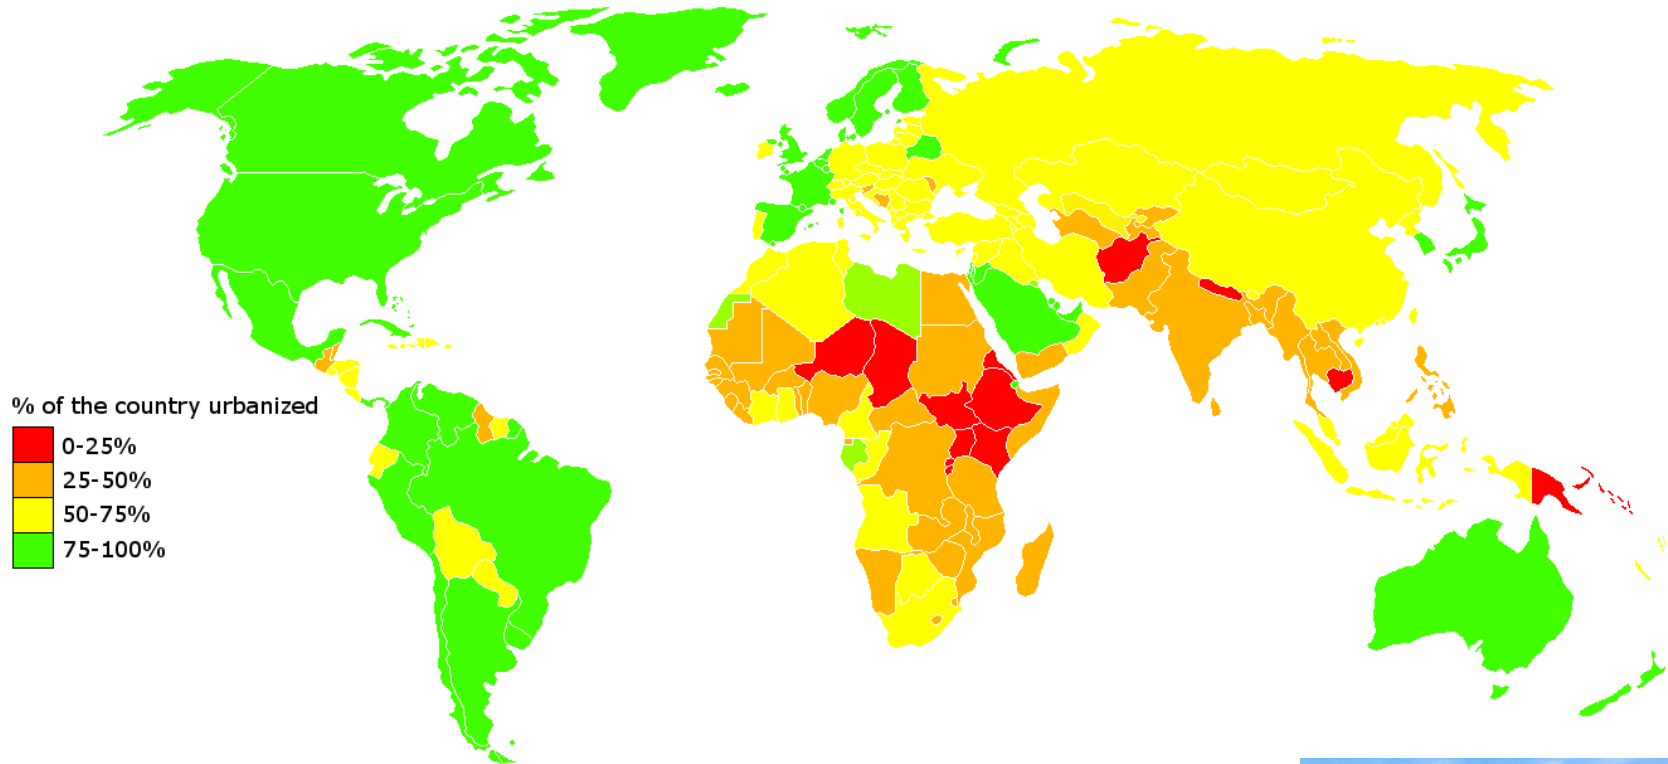 % of the country urbanized
0-25%
25-50%
50-75%
75-100%